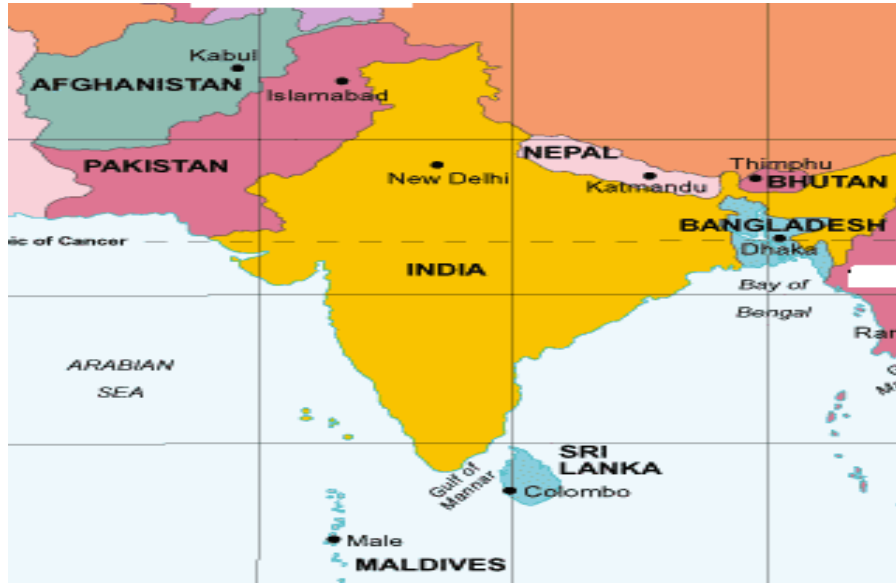 Kabul
AFGHANISTAN
Islamabad
PAKISTAN
NEPAL
New Delhi
Katmandu
Thimphu
BHUTAN
BANGLADESH
ic of Cancer
Dhaka
INDIA
Bay of
Bengal
ARABIAN
SEA
SRI
LANKA
Gulf of
Mannar
Colombo
Male
MALDIVES